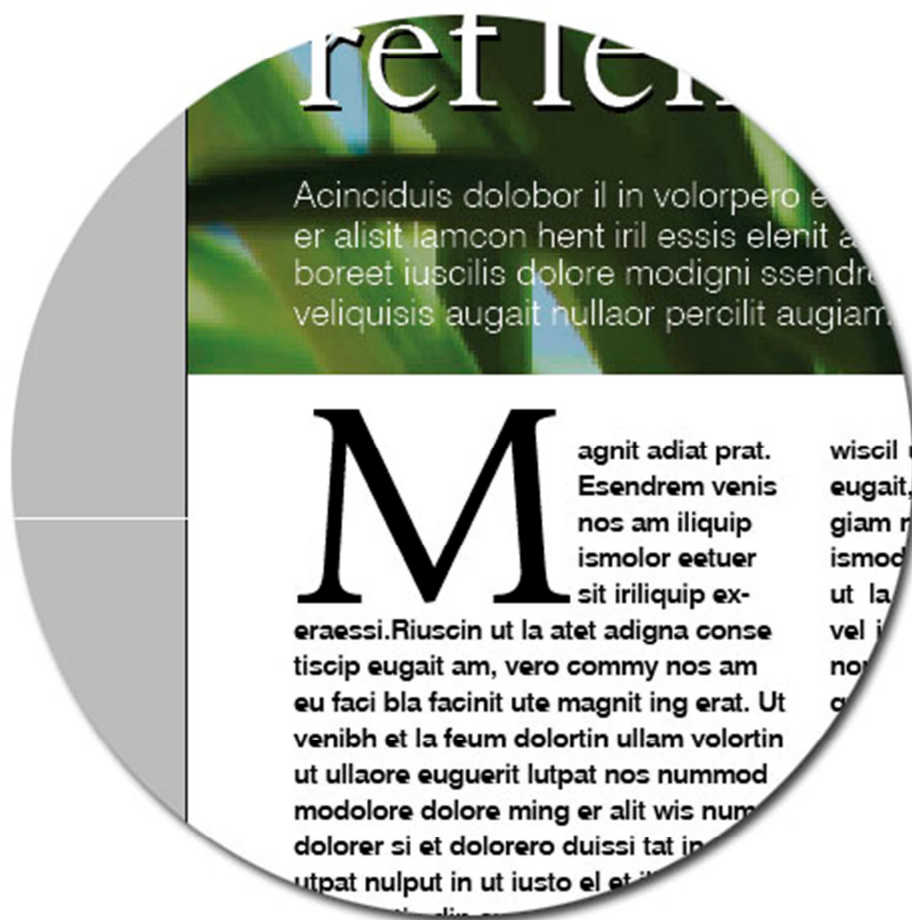 Acinciduis dolobor il in volorpero
er alisit lamcon hent iril essis elenit
boreet iuscilis dolore modigni
veliquisis augait nullaor percilit augiam
M
agnit adiat prat.
Esendrem venis
nos am iliquip
ismolor eetuer
sit iriliquip ex-
eraessi.Riuscin ut la atet adigna conse
tiscip eugait am, vero commy nos am
eu faci bla facinit ute magnit ing erat. Ut
venibh et la feum dolortin ullam volortin
ut ullaore euguerit lutpat nos nummod
modolore dolore ming er alit wis num
dolorer si et dolorero duissi tat in
utpat nulput in ut iusto el et
wiscil
eugait,
giam
ismod
ut la
vel